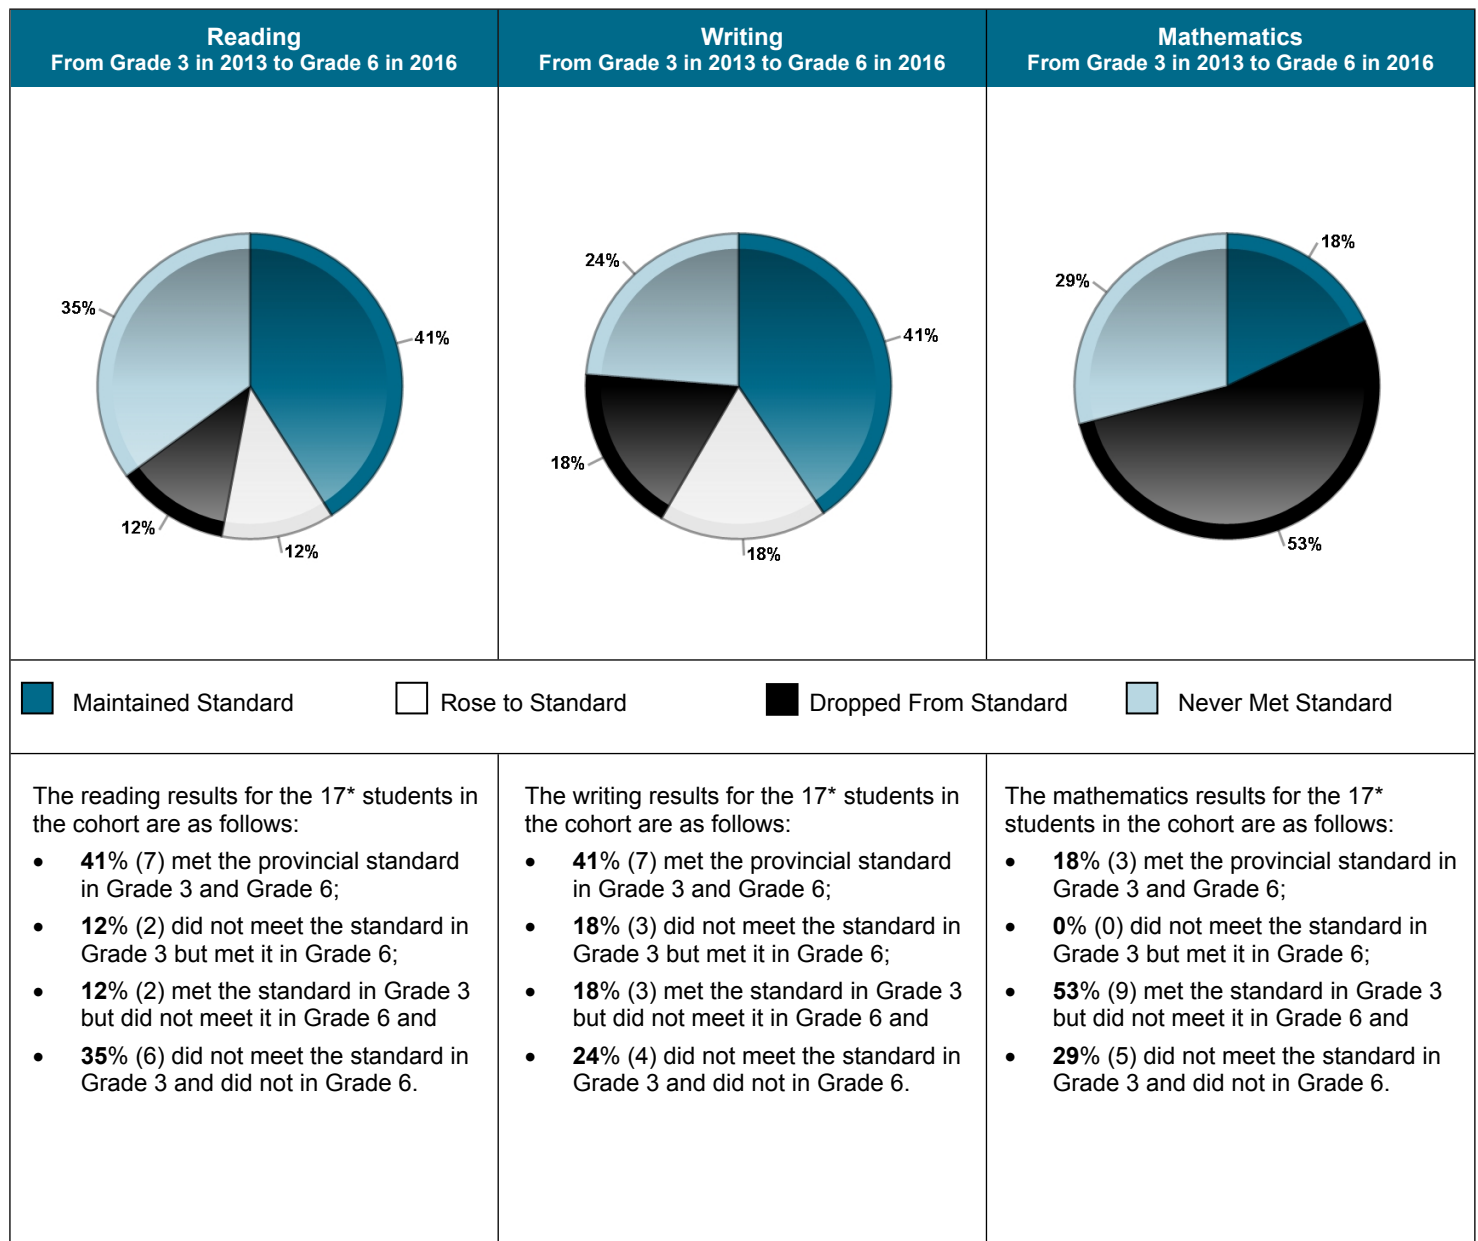 Reading
From Grade 3 in 2013 to Grade 6 in 2016
Writing
From Grade 3 in 2013 to Grade 6 in 2016
Mathematics
From Grade 3 in 2013 to Grade 6 in 2016
35%
41%
12%
12%
24%
41%
18%
18%
18%
29%
53%
Maintained Standard
Rose to Standard
Dropped From Standard
Never Met Standard
The reading results for the 17* students in
the cohort are as follows:
• 41% (7) met the provincial standard
in Grade 3 and Grade 6;
• 12% (2) did not meet the standard in
Grade 3 but met it in Grade 6;
• 12% (2) met the standard in Grade 3
but did not meet it in Grade 6 and
• 35% (6) did not meet the standard in
Grade 3 and did not in Grade 6.
The writing results for the 17* students in
the cohort are as follows:
• 41% (7) met the provincial standard
in Grade 3 and Grade 6;
• 18% (3) did not meet the standard in
Grade 3 but met it in Grade 6;
• 18% (3) met the standard in Grade 3
but did not meet it in Grade 6 and
• 24% (4) did not meet the standard in
Grade 3 and did not in Grade 6.
The mathematics results for the 17*
students in the cohort are as follows:
• 18% (3) met the provincial standard in
Grade 3 and Grade 6;
• 0% (0) did not meet the standard in
Grade 3 but met it in Grade 6;
• 53% (9) met the standard in Grade 3
but did not meet it in Grade 6 and
• 29% (5) did not meet the standard in
Grade 3 and did not in Grade 6.